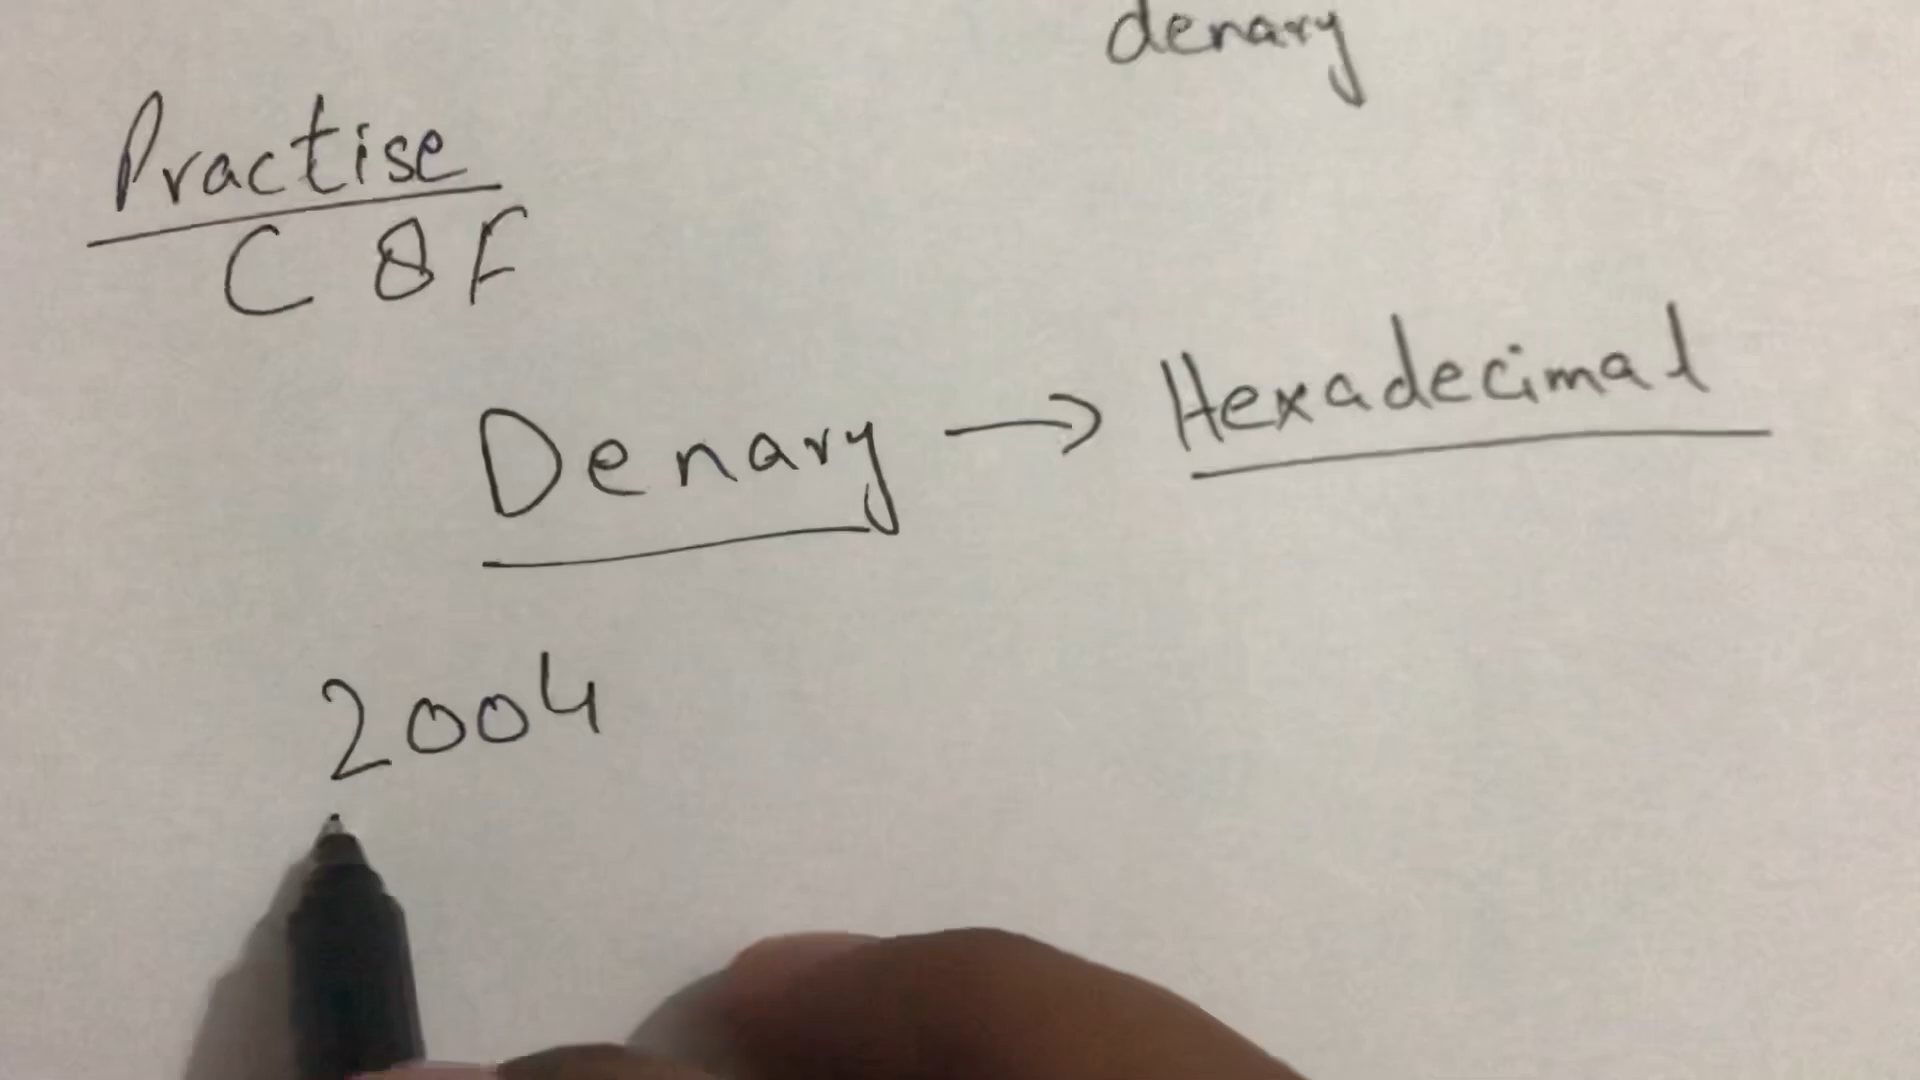 denary
Practise
C 8 F
Denary → Hexadecimal
2004